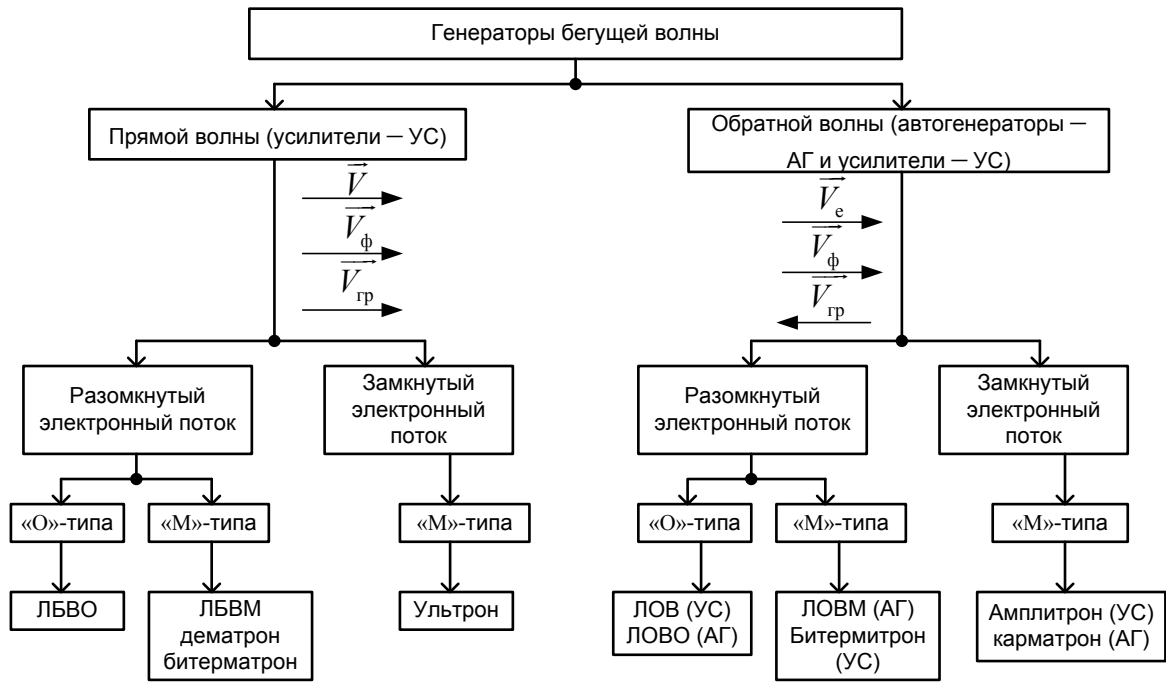 Генераторы бегущей волны
Прямой волны (усилители — УС)
Обратной волны (автогенераторы —
АГ и усилители — УС)
V
Vф
Vгр
Vе
Vф
Vгр
Разомкнутый
электронный поток
Замкнутый
электронный
поток
Разомкнутый
электронный поток
Замкнутый
электронный
поток
«О»-типа
«М»-типа
«М»-типа
«О»-типа
«М»-типа
«М»-типа
ЛБВО
ЛБВМ
дематрон
битерматрон
Ультрон
ЛОВ (УС)
ЛОВО (АГ)
ЛОВМ (АГ)
Битермитрон
(УС)
Амплитрон (УС)
карматрон (АГ)